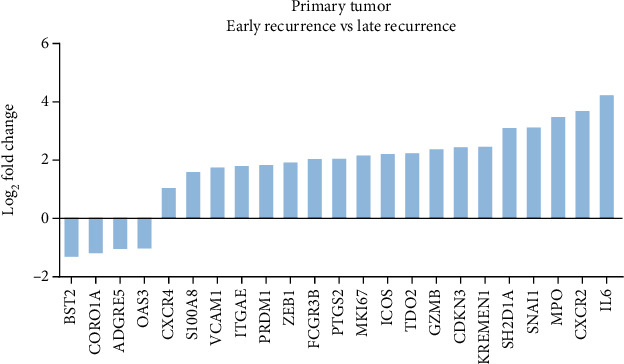 Primary tumor
Early recurrence vs late recurrence
Log2 fold change
6
4
2
0
−2
BST2
CORO1A
ADGRE5
OAS3
CXCR4
S100A8
VCAM1
ITGAE
PRDM1
ZEB1
FCGR3B
PTGS2
MKI67
ICOS
TDO2
GZMB
CDKN3
KREMEN1
SH2D1A
SNAI1
MPO
CXCR2
IL6